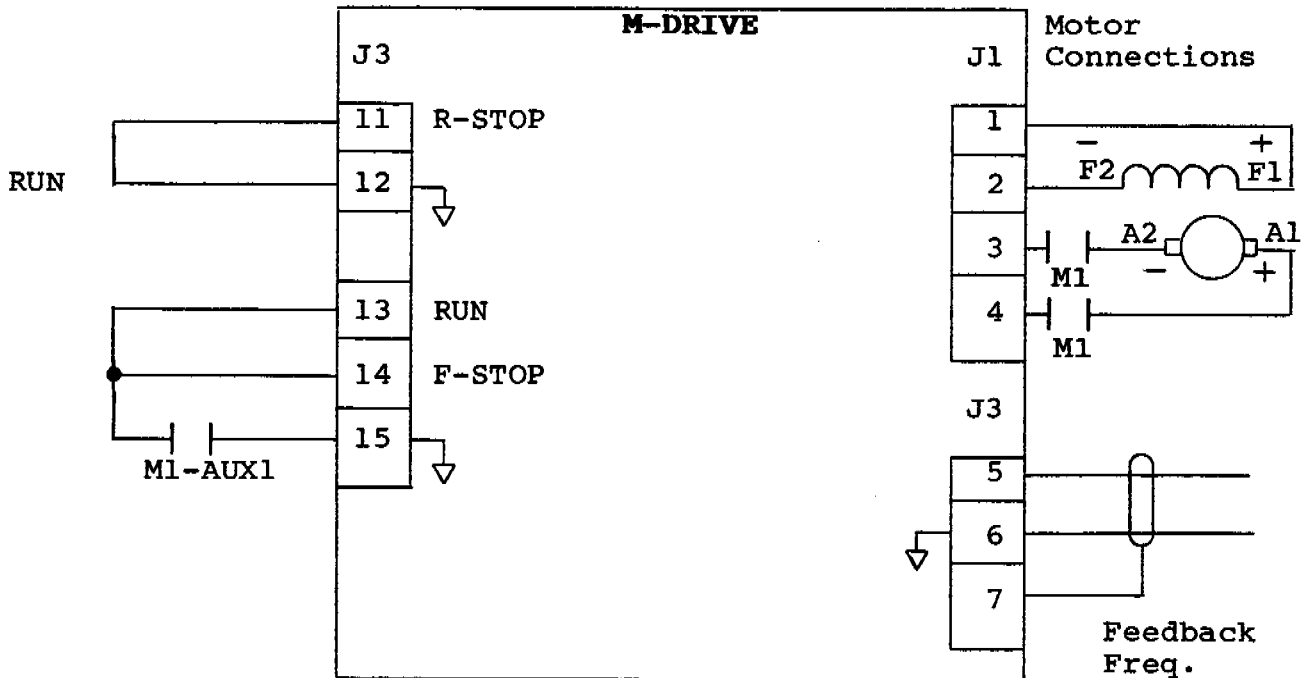 M-DRIVE
J3
11 R-STOP
RUN
12
13 RUN
14 F-STOP
15
M1-AUX1
Motor
J1 Connections
1
- +
2 F2 F1
3 A2 A1
M1 - +
4
M1
J3
5
6
7
Feedback
Freq.